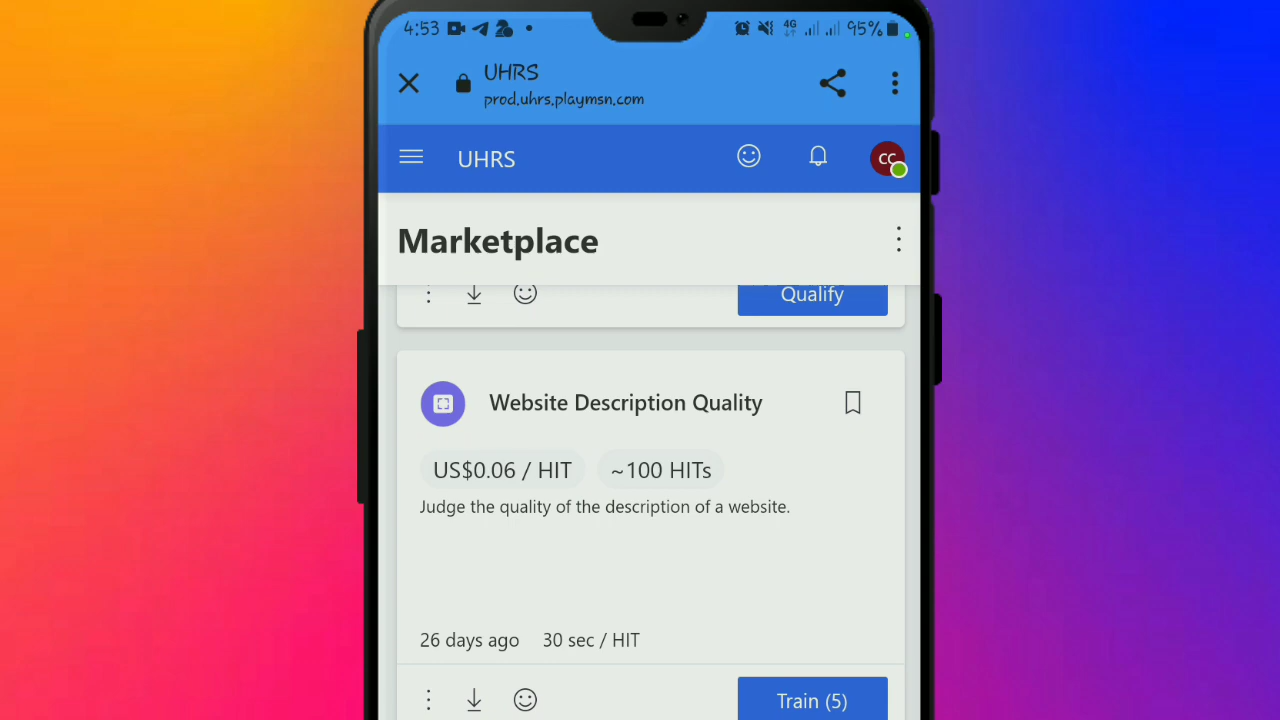 4:53
4G
95%
UHRS
prod.uhrs.playmsn.com
UHRS
CC
Marketplace
Qualify
Website Description Quality
US$0.06 / HIT
~100 HITs
Judge the quality of the description of a website.
26 days ago
30 sec / HIT
Train (5)